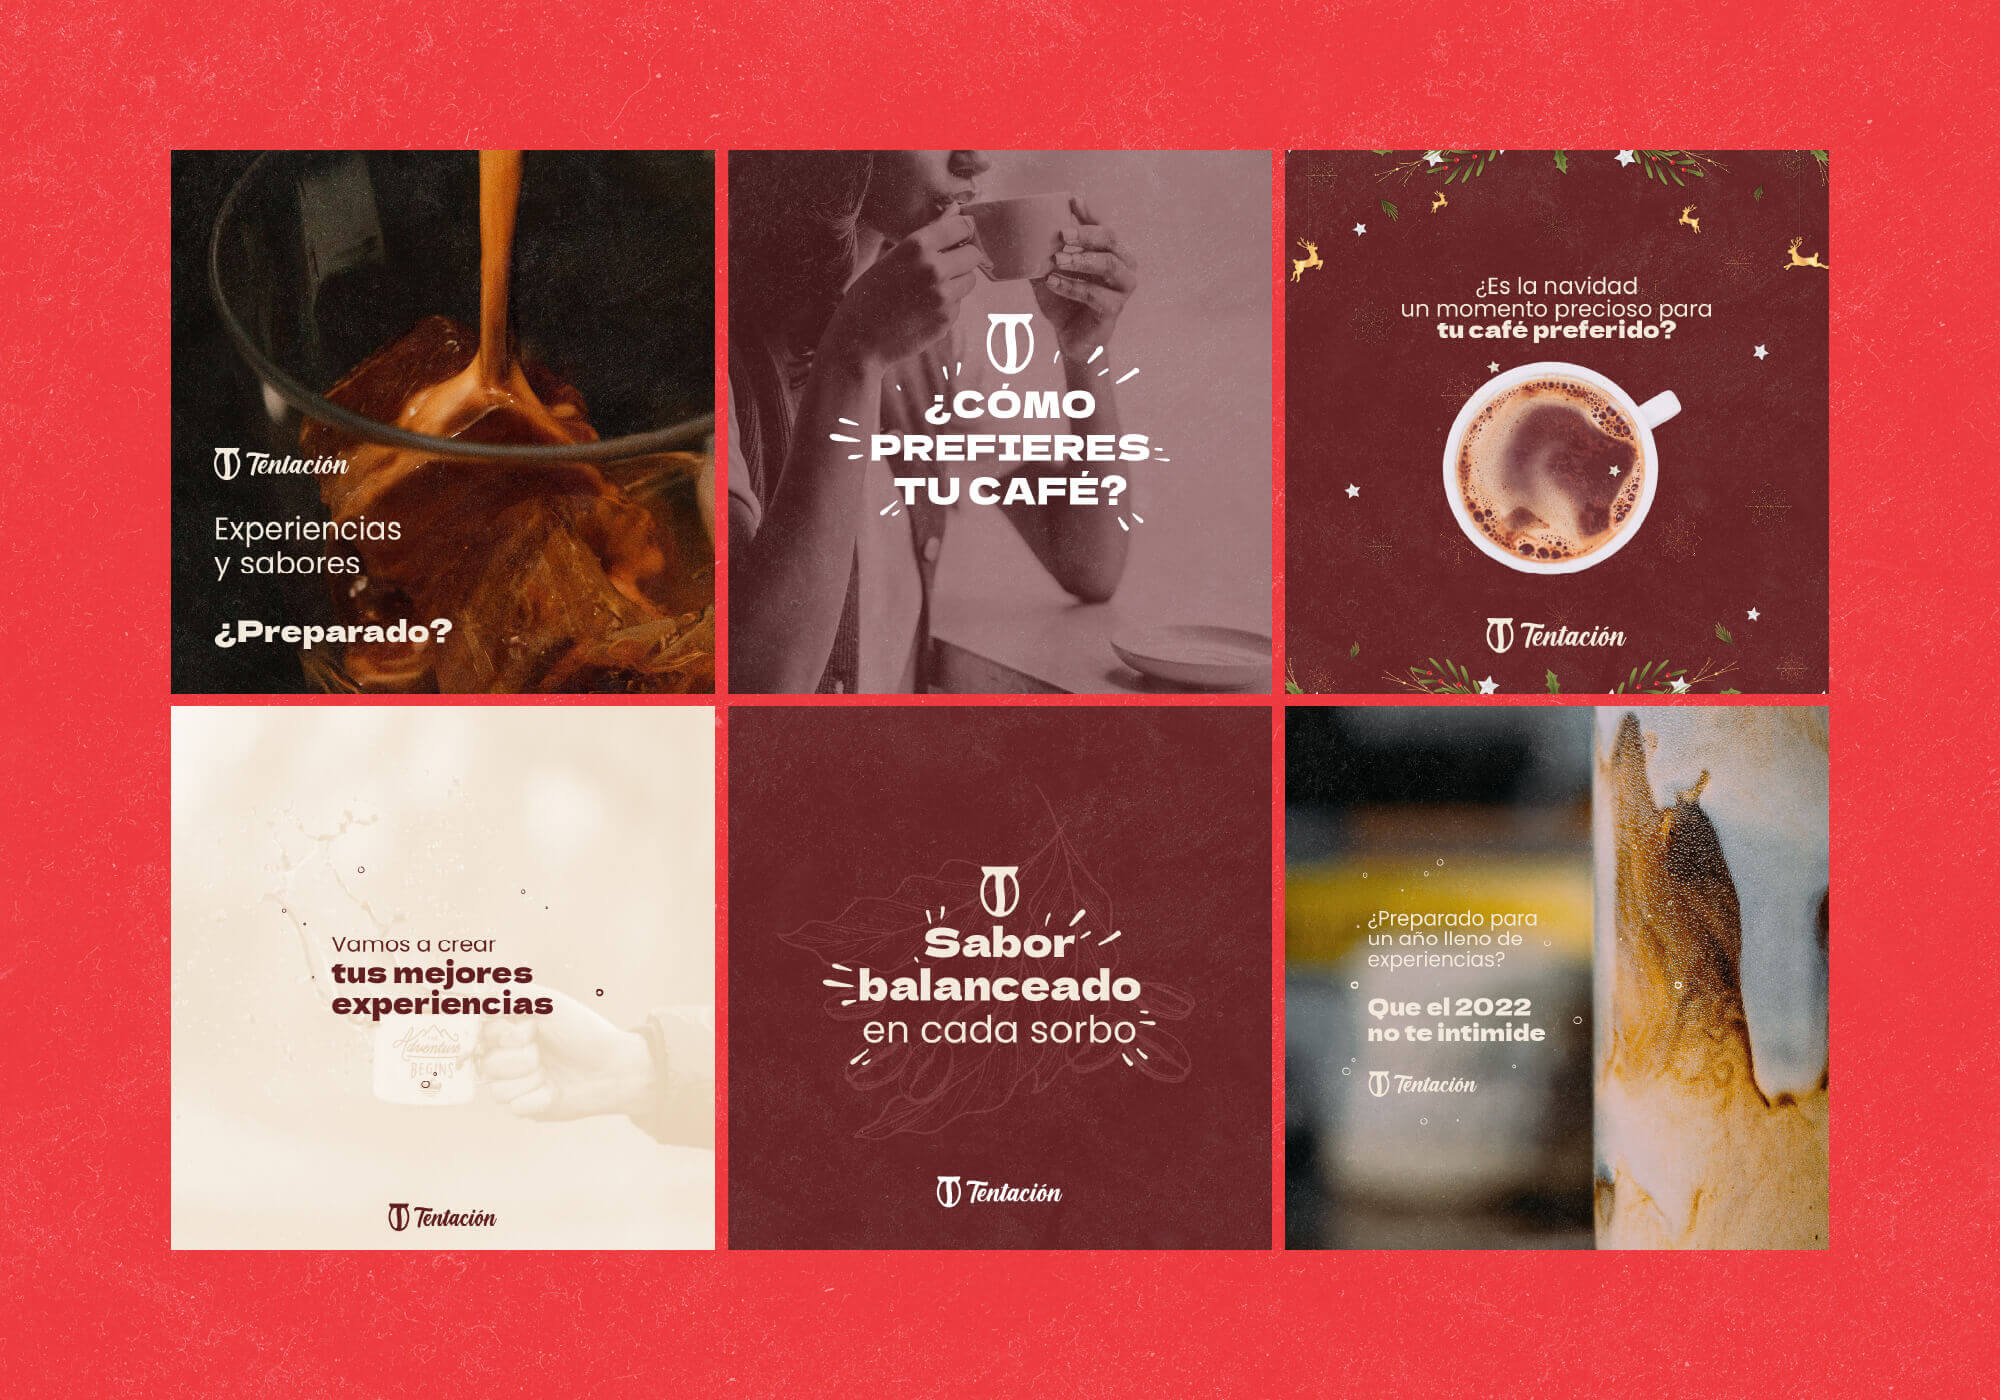 Tentación
Experiencias
y sabores
¿Preparado?
¿CÓMO
PREFIERES
TU CAFÉ?
¿Es la navidad
un momento precioso para
tu café preferido?
Tentación
Vamos a crear
tus mejores
experiencias
Adventure
BEGINS
Tentación
Sabor
balanceado
en cada sorbo
Tentación
¿Preparado para
un año lleno de
experiencias?
Que el 2022
no te intimide
Tentación